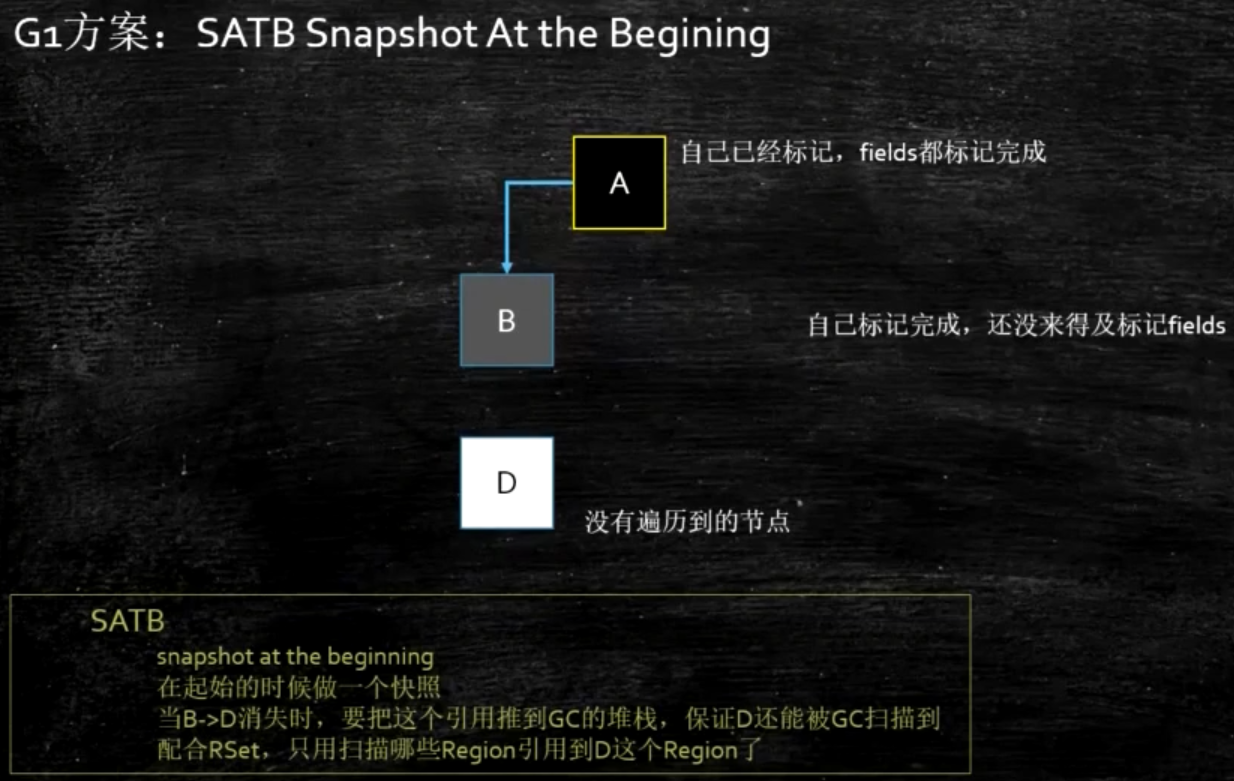 G1方案：SATB Snapshot At the Begining
A
自己已经标记，fields都标记完成
B
自己标记完成，还没来得及标记fields
D
没有遍历到的节点
SATB
snapshot at the beginning
在起始的时候做一个快照
当B->D消失时，要把这个引用推到GC的堆栈，保证D还能被GC扫描到
配合RSet，只用扫描哪些Region引用到D这个Region了